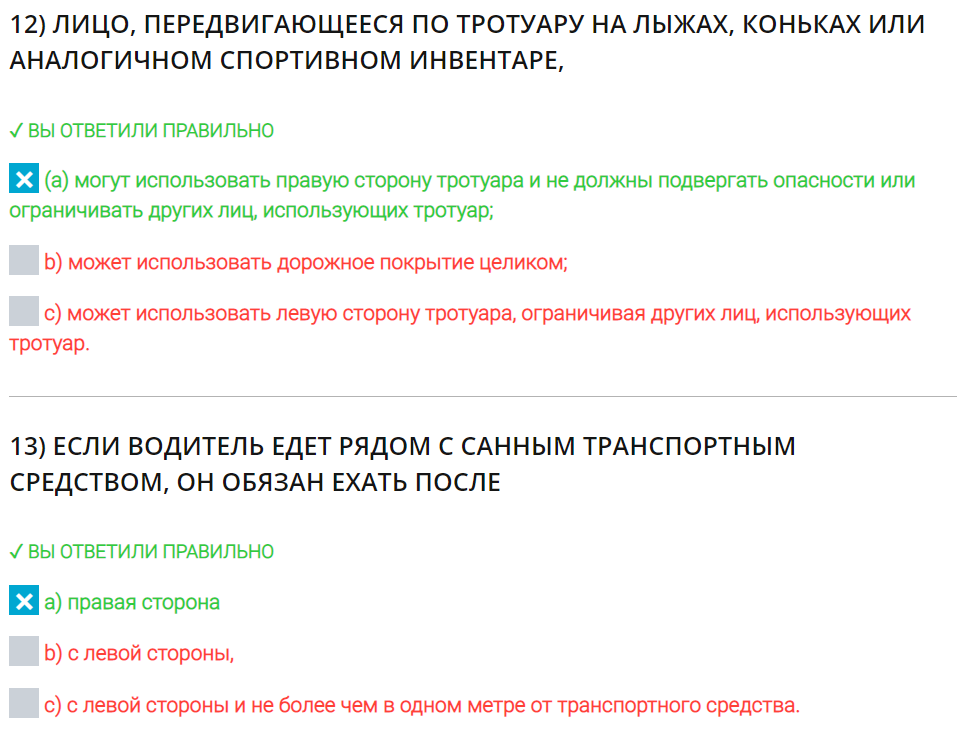 12) ЛИЦО, ПЕРЕДВИГАЮЩЕЕСЯ ПО ТРОТУАРУ НА ЛЫЖАХ, КОНЬКАХ ИЛИ
АНАЛОГИЧНОМ СПОРТИВНОМ ИНВЕНТАРЕ,
✓ ВЫ ОТВЕТИЛИ ПРАВИЛЬНО
(a) могут использовать правую сторону тротуара и не должны подвергать опасности или
ограничивать других лиц, использующих тротуар;
b) может использовать дорожное покрытие целиком;
c) может использовать левую сторону тротуара, ограничивая других лиц, использующих
тротуар.
13) ЕСЛИ ВОДИТЕЛЬ ЕДЕТ РЯДОМ С САННЫМ ТРАНСПОРТНЫМ
СРЕДСТВОМ, ОН ОБЯЗАН ЕХАТЬ ПОСЛЕ
✓ ВЫ ОТВЕТИЛИ ПРАВИЛЬНО
a) правая сторона
b) с левой стороны,
c) с левой стороны и не более чем в одном метре от транспортного средства.